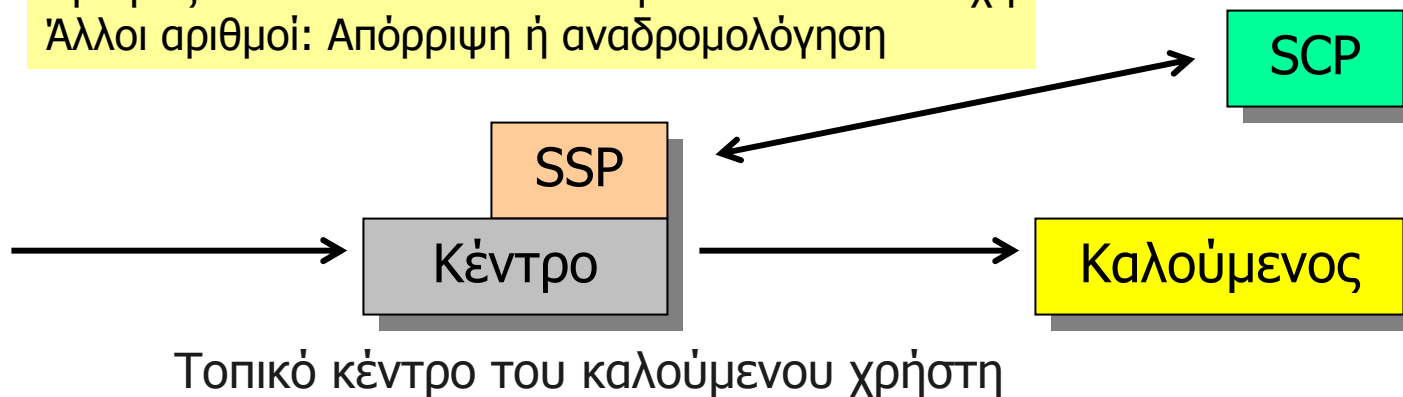 Άλλοι αριθμοί: Απόρριψη ή αναδρομολόγηση
SCP
SSP
Κέντρο
Καλούμενος
Τοπικό κέντρο του καλούμενου χρήστη